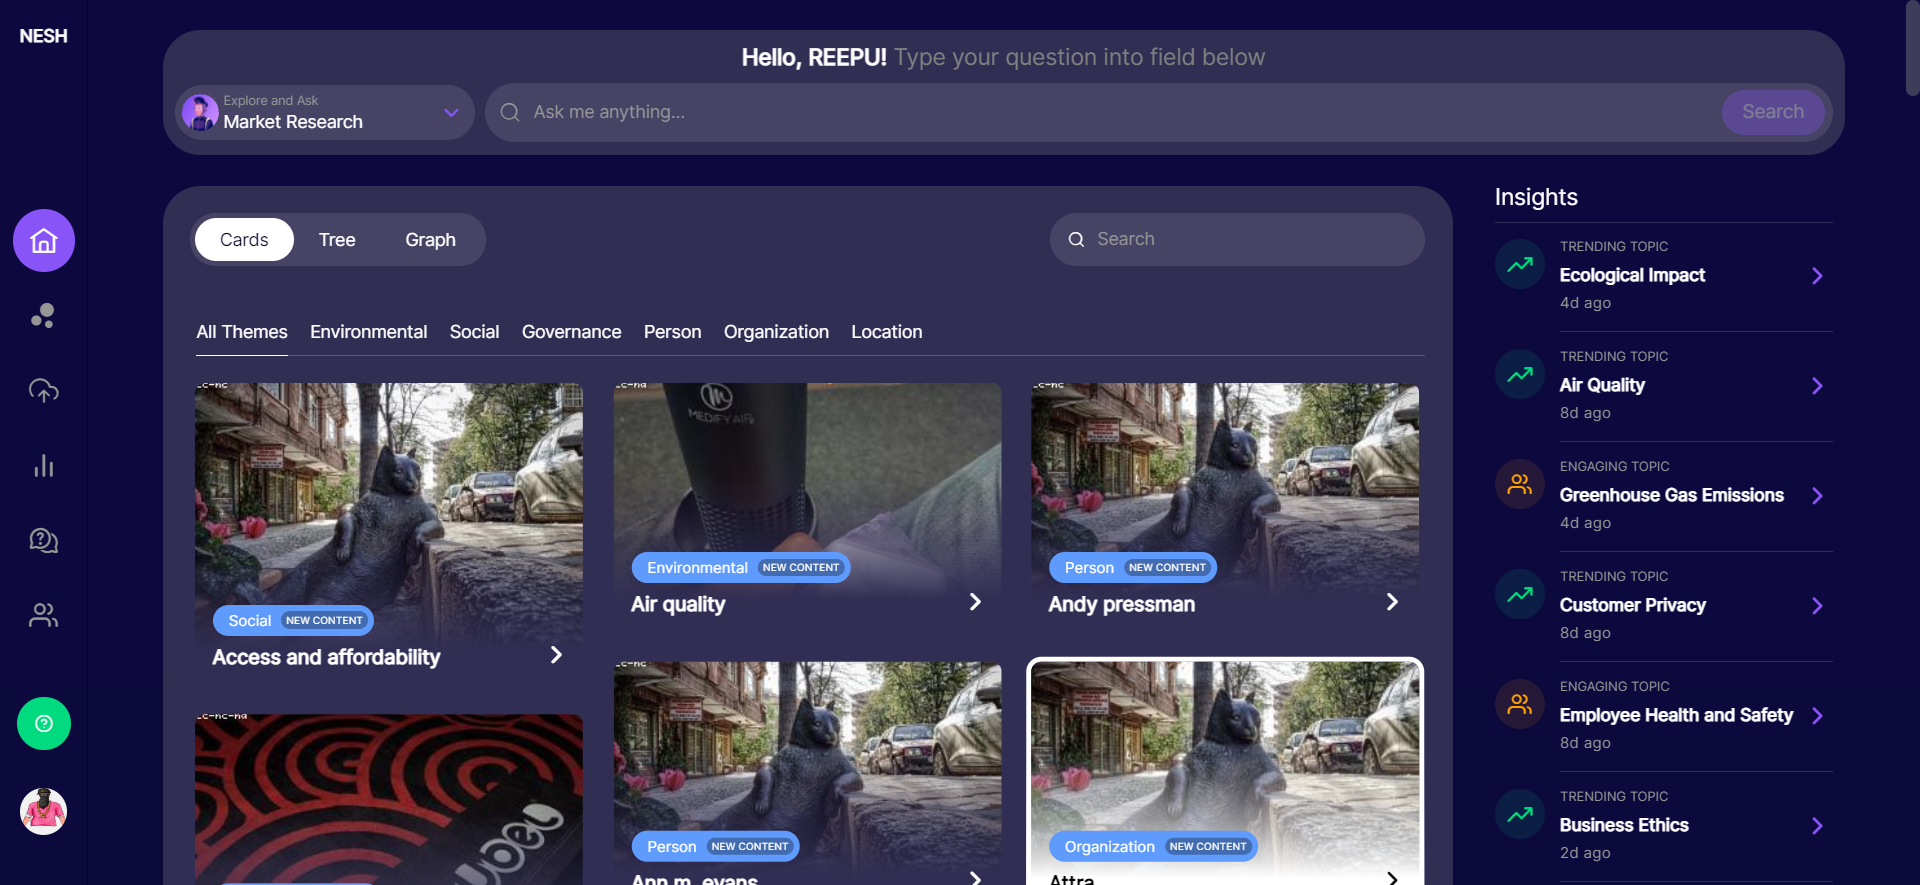 NESH
Hello, REEPU! Type your question into field below
Explore and Ask
Market Research
Ask me anything...
Search
Cards
Tree
Graph
Search
All Themes
Environmental
Social
Governance
Person
Organization
Location
Social NEW CONTENT
Access and affordability
MEDIFY AIR
Environmental NEW CONTENT
Air quality
Person NEW CONTENT
Andy pressman
Person NEW CONTENT
Ann m. evans
Organization NEW CONTENT
Attra
Insights
TRENDING TOPIC
Ecological Impact
4d ago
TRENDING TOPIC
Air Quality
8d ago
ENGAGING TOPIC
Greenhouse Gas Emissions
4d ago
TRENDING TOPIC
Customer Privacy
8d ago
ENGAGING TOPIC
Employee Health and Safety
8d ago
TRENDING TOPIC
Business Ethics
2d ago